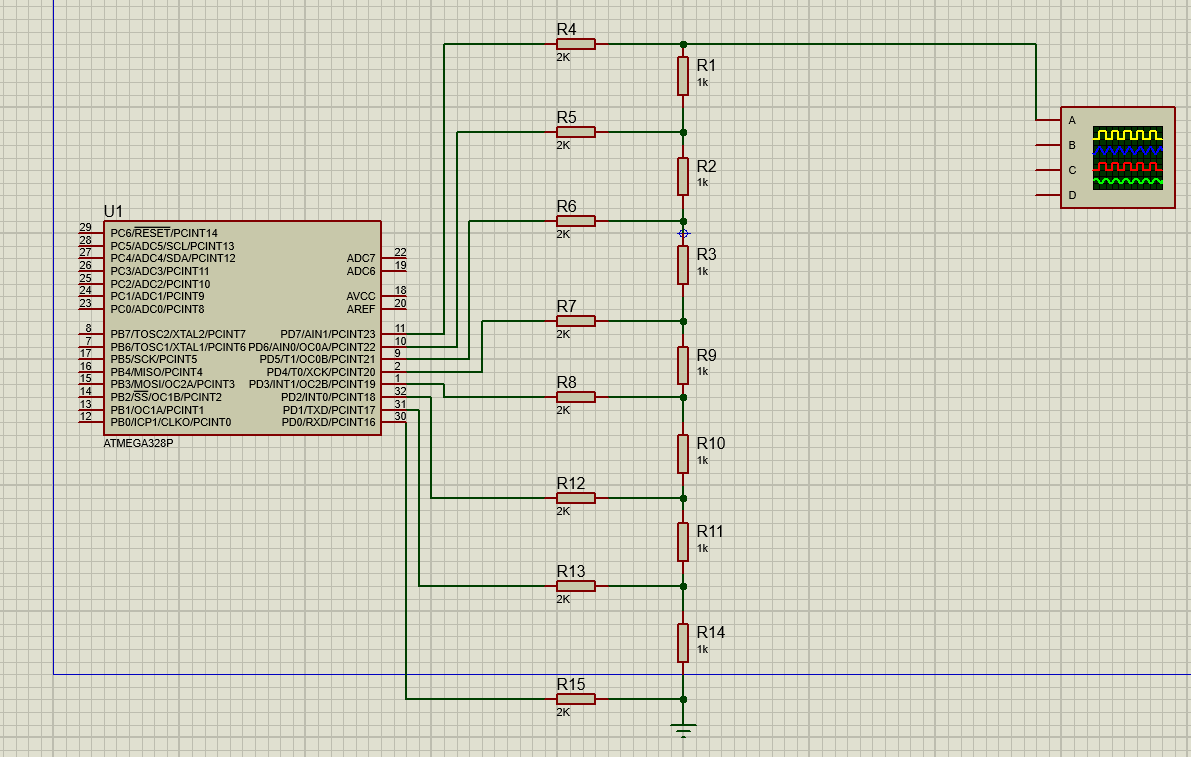 R4
2K
R1
1k
R5
2K
R2
1k
R6
2K
R3
1k
R7
2K
R9
1k
R8
2K
R10
1k
R12
2K
R11
1k
R13
2K
R14
1k
R15
2K
A
B
C
D
U1
29 PC6/RESET/PCINT14
28 PC5/ADC5/SCL/PCINT13
27 PC4/ADC4/SDA/PCINT12 ADC7 22
26 PC3/ADC3/PCINT11 ADC6 19
25 PC2/ADC2/PCINT10
24 PC1/ADC1/PCINT9 AVCC 18
23 PC0/ADC0/PCINT8 AREF 20
8 PB7/TOSC2/XTAL2/PCINT7 PD7/AIN1/PCINT23 11
7 PB6/TOSC1/XTAL1/PCINT6 PD6/AIN0/OC0A/PCINT22 10
17 PB5/SCK/PCINT5 PD5/T1/OC0B/PCINT21 9
16 PB4/MISO/PCINT4 PD4/T0/XCK/PCINT20 2
15 PB3/MOSI/OC2A/PCINT3 PD3/INT1/OC2B/PCINT19 1
14 PB2/SS/OC1B/PCINT2 PD2/INT0/PCINT18 32
13 PB1/OC1A/PCINT1 PD1/TXD/PCINT17 31
12 PB0/ICP1/CLKO/PCINT0 PD0/RXD/PCINT16 30
ATMEGA328P